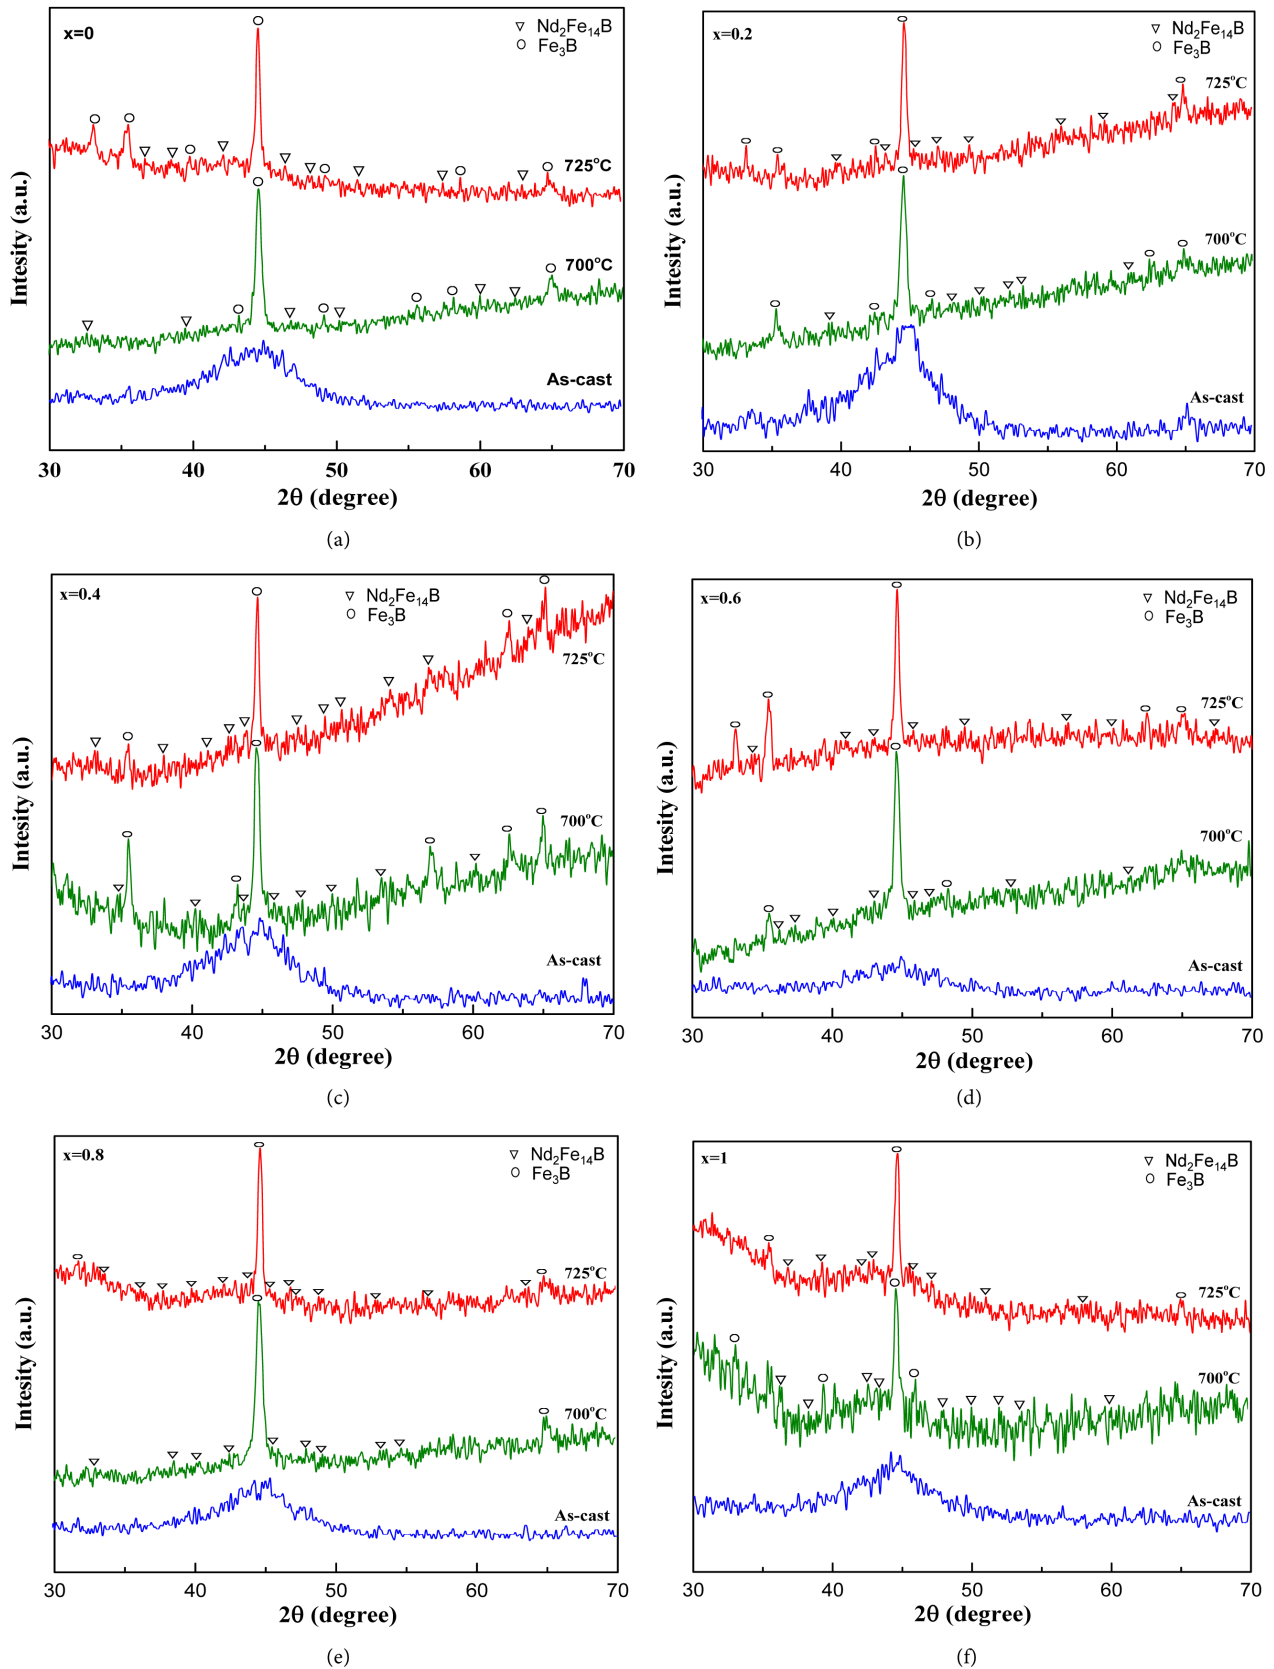 x=0
Nd2Fe14B
Fe3B
725°C
700°C
As-cast
Intesity (a.u.)
30 40 50 60 70
2θ (degree)
(a)
x=0.2
Nd2Fe14B
Fe3B
725°C
700°C
As-cast
Intesity (a.u.)
30 40 50 60 70
2θ (degree)
(b)
x=0.4
Nd2Fe14B
Fe3B
725°C
700°C
As-cast
Intesity (a.u.)
30 40 50 60 70
2θ (degree)
(c)
x=0.6
Nd2Fe14B
Fe3B
725°C
700°C
As-cast
Intesity (a.u.)
30 40 50 60 70
2θ (degree)
(d)
x=0.8
Nd2Fe14B
Fe3B
725°C
700°C
As-cast
Intesity (a.u.)
30 40 50 60 70
2θ (degree)
(e)
x=1
Nd2Fe14B
Fe3B
725°C
700°C
As-cast
Intesity (a.u.)
30 40 50 60 70
2θ (degree)
(f)